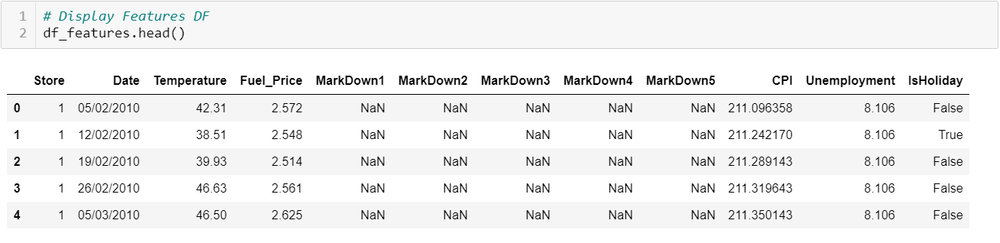 1 # Display Features DF
2 df_features.head()
Store Date Temperature Fuel_Price MarkDown1 MarkDown2 MarkDown3 MarkDown4 MarkDown5 CPI Unemployment IsHoliday
0 1 05/02/2010 42.31 2.572 NaN NaN NaN NaN NaN 211.096358 8.106 False
1 1 12/02/2010 38.51 2.548 NaN NaN NaN NaN NaN 211.242170 8.106 True
2 1 19/02/2010 39.93 2.514 NaN NaN NaN NaN NaN 211.289143 8.106 False
3 1 26/02/2010 46.63 2.561 NaN NaN NaN NaN NaN 211.319643 8.106 False
4 1 05/03/2010 46.50 2.625 NaN NaN NaN NaN NaN 211.350143 8.106 False